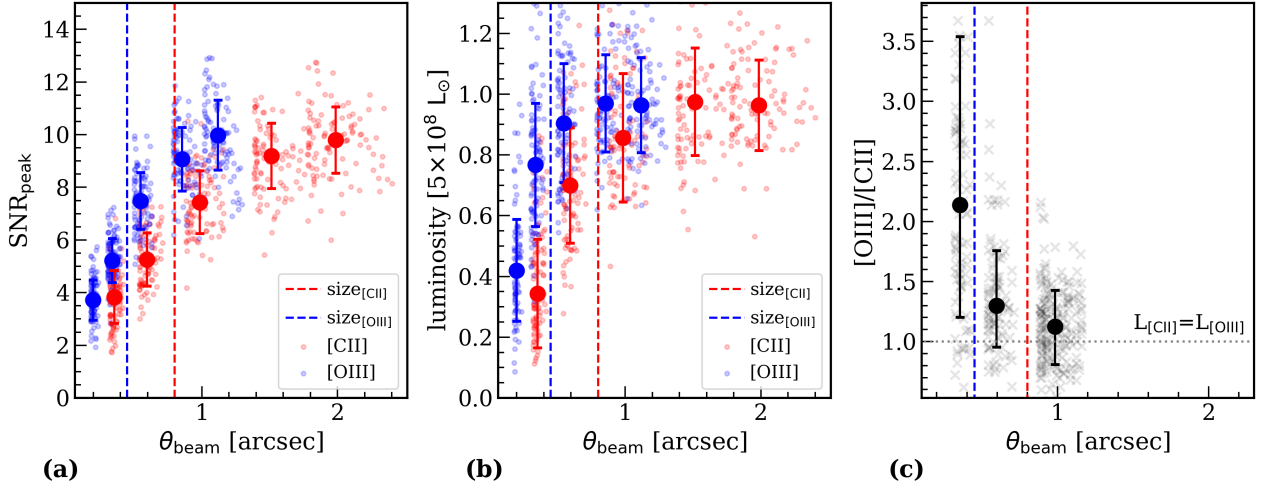 14
12
10
8
6
4
2
0
SNR_peak
1
2
θ_beam [arcsec]
size_[CII]
size_[OIII]
[CII]
[OIII]
(a)
1.2
1.0
0.8
0.6
0.4
0.2
0.0
luminosity [5×10⁸ L_⊙]
1
2
θ_beam [arcsec]
size_[CII]
size_[OIII]
[CII]
[OIII]
(b)
3.5
3.0
2.5
2.0
1.5
1.0
[OIII]/[CII]
L_[CII]=L_[OIII]
1
2
θ_beam [arcsec]
(c)